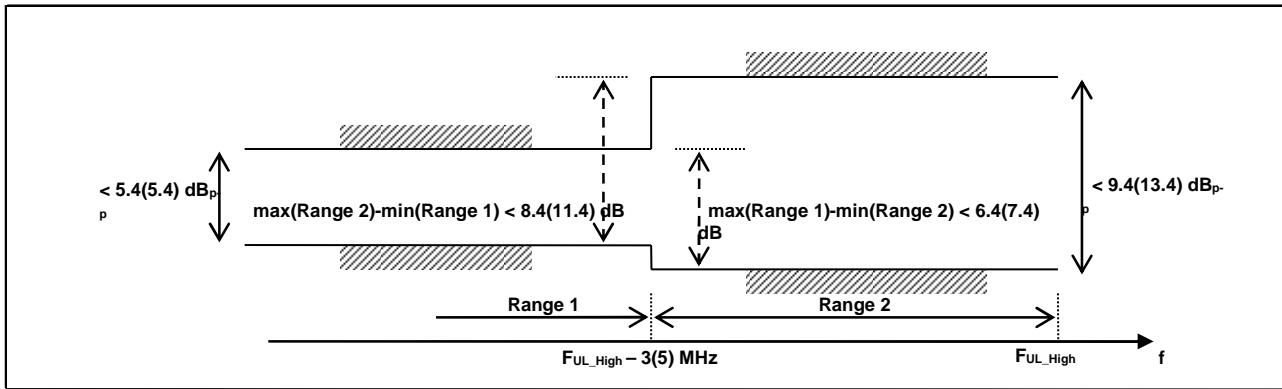 < 5.4(5.4) dBp-
p
max(Range 2)-min(Range 1) < 8.4(11.4) dB
max(Range 1)-min(Range 2) < 6.4(7.4)
dB
< 9.4(13.4) dBp-
p
Range 1
Range 2
FUL_High – 3(5) MHz
FUL_High
f